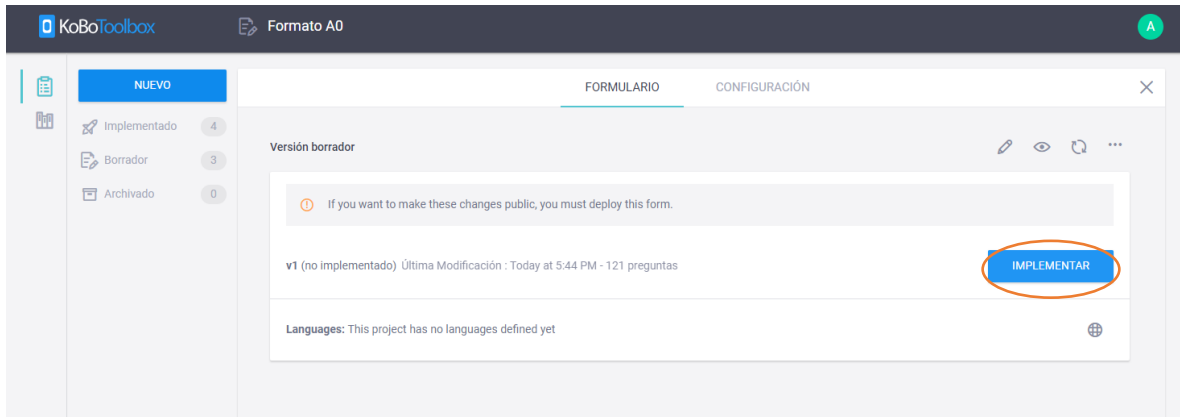 KoBoToolbox
Formato A0
A
NUEVO
FORMULARIO
CONFIGURACIÓN
Implementado 4
Borrador 3
Archivado 0
Versión borrador
If you want to make these changes public, you must deploy this form.
v1 (no implementado) Última Modificación : Today at 5:44 PM - 121 preguntas
IMPLEMENTAR
Languages: This project has no languages defined yet